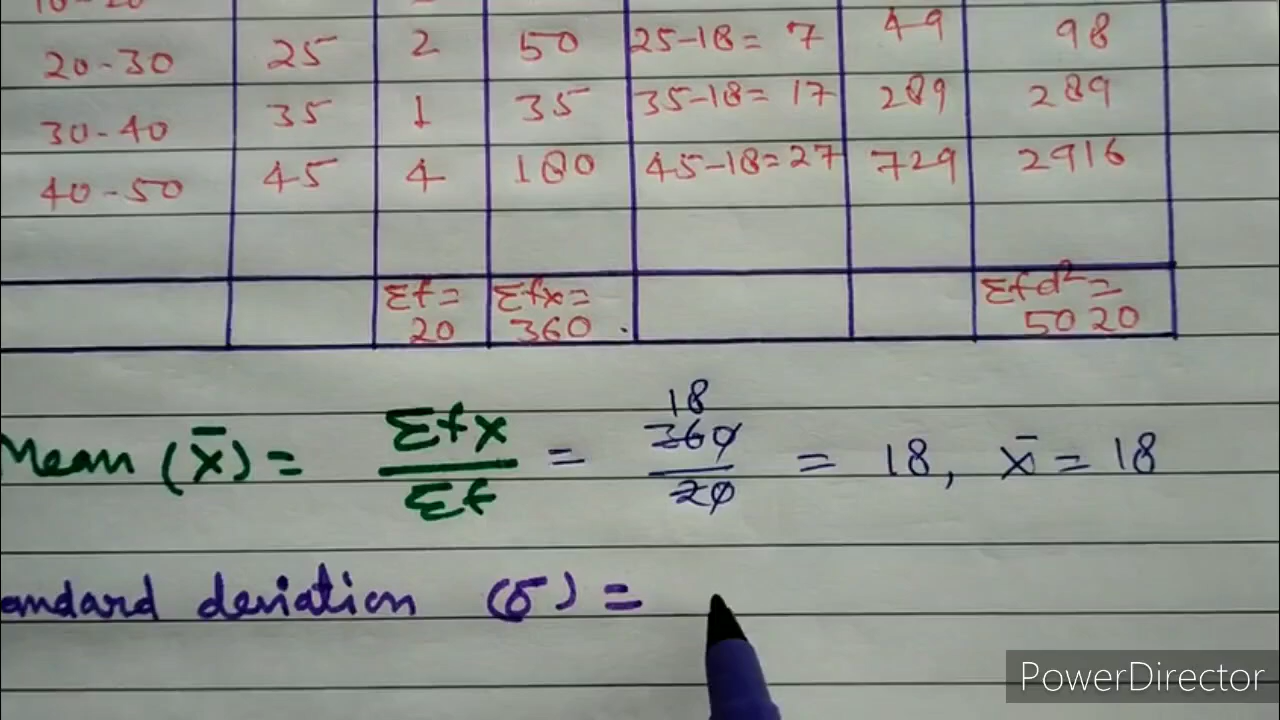 20-30 25 2 50 25-18= 7 49 98
30-40 35 1 35 35-18= 17 289 289
40-50 45 4 180 45-18=27 729 2916
Σf= Σfx= Σfd²=
20 360 . 5020
18
Mean (x̄) = Σfx / Σf = 360 / 20 = 18, x̄ = 18
andard deviation (σ) =
PowerDirector